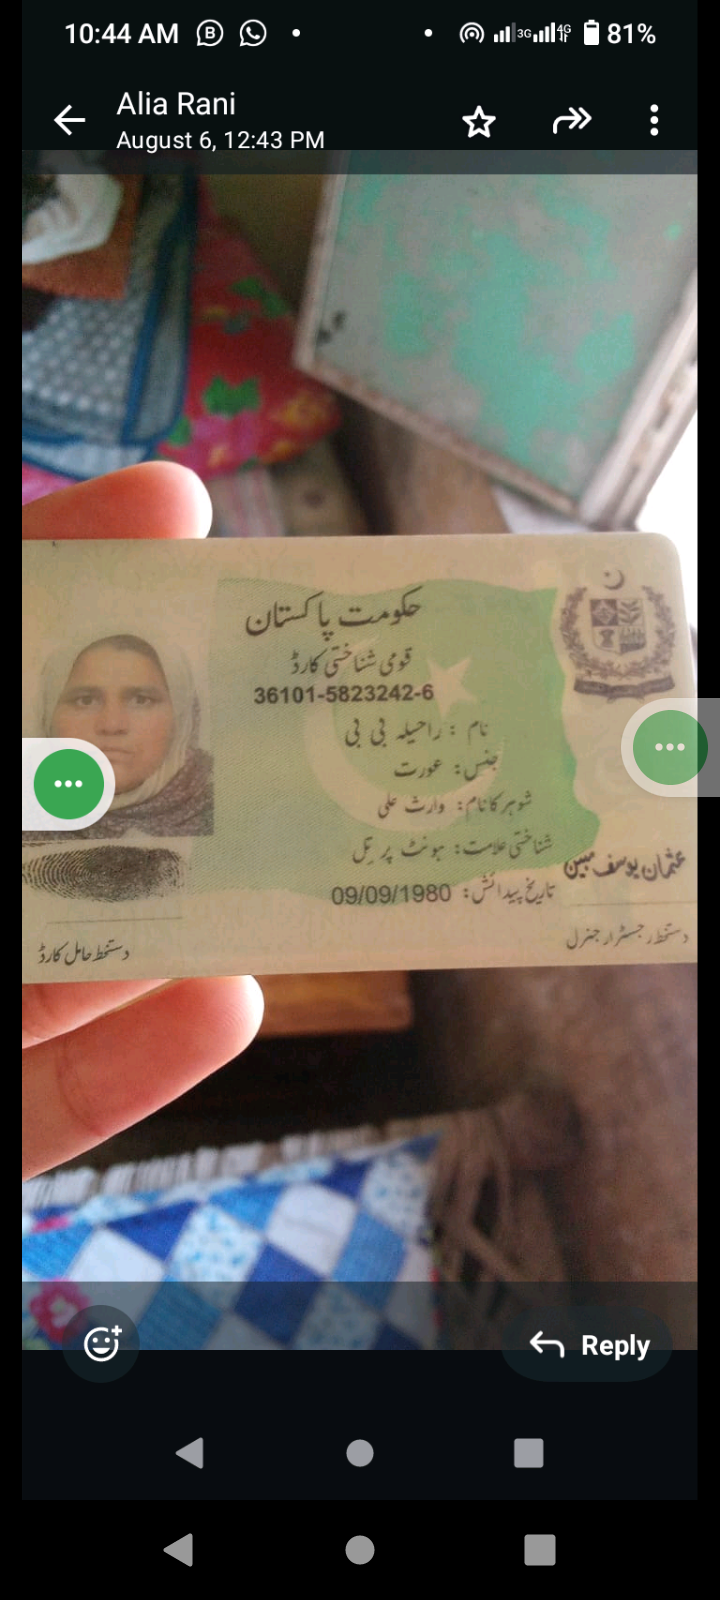 10:44 AM
3G 4G 81%
Alia Rani
August 6, 12:43 PM
حکومت پاکستان
قومی شناختی کارڈ
36101-5823242-6
نام : راحیلہ بی بی
جنس: عورت
شوہر کا نام: وارث علی
شناختی علامت: ہونٹ پر تل
تاریخ پیدائش: 09/09/1980
عثمان یوسف مبین
دستخط رجسٹرار جنرل
دستخط حامل کارڈ
Reply